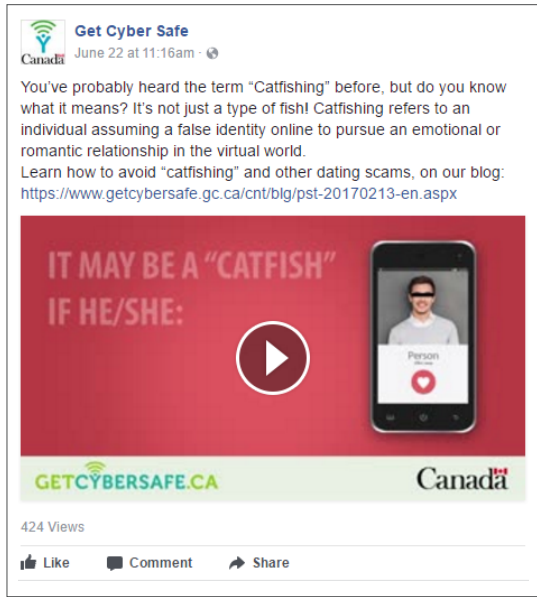 Get Cyber Safe
Canada
June 22 at 11:16am ·
You've probably heard the term “Catfishing” before, but do you know
what it means? It's not just a type of fish! Catfishing refers to an
individual assuming a false identity online to pursue an emotional or
romantic relationship in the virtual world.
Learn how to avoid “catfishing” and other dating scams, on our blog:
https://www.getcybersafe.gc.ca/cnt/blg/pst-20170213-en.aspx
IT MAY BE A “CATFISH”
IF HE/SHE:
Person
GETCYBERSAFE.CA
Canada
424 Views
Like Comment Share